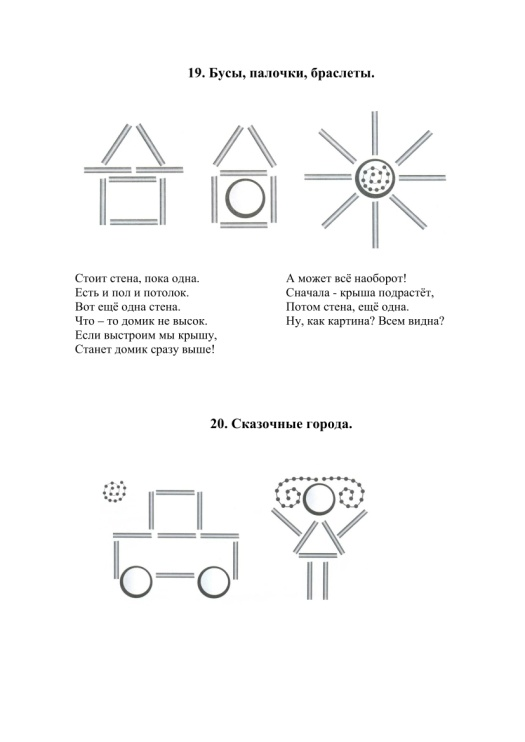 19. Бусы, палочки, браслеты.
Стоит стена, пока одна.
Есть и пол и потолок.
Вот ещё одна стена.
Что – то домик не высок.
Если выстроим мы крышу,
Станет домик сразу выше!
А может всё наоборот!
Сначала - крыша подрастёт,
Потом стена, ещё одна.
Ну, как картина? Всем видна?
20. Сказочные города.